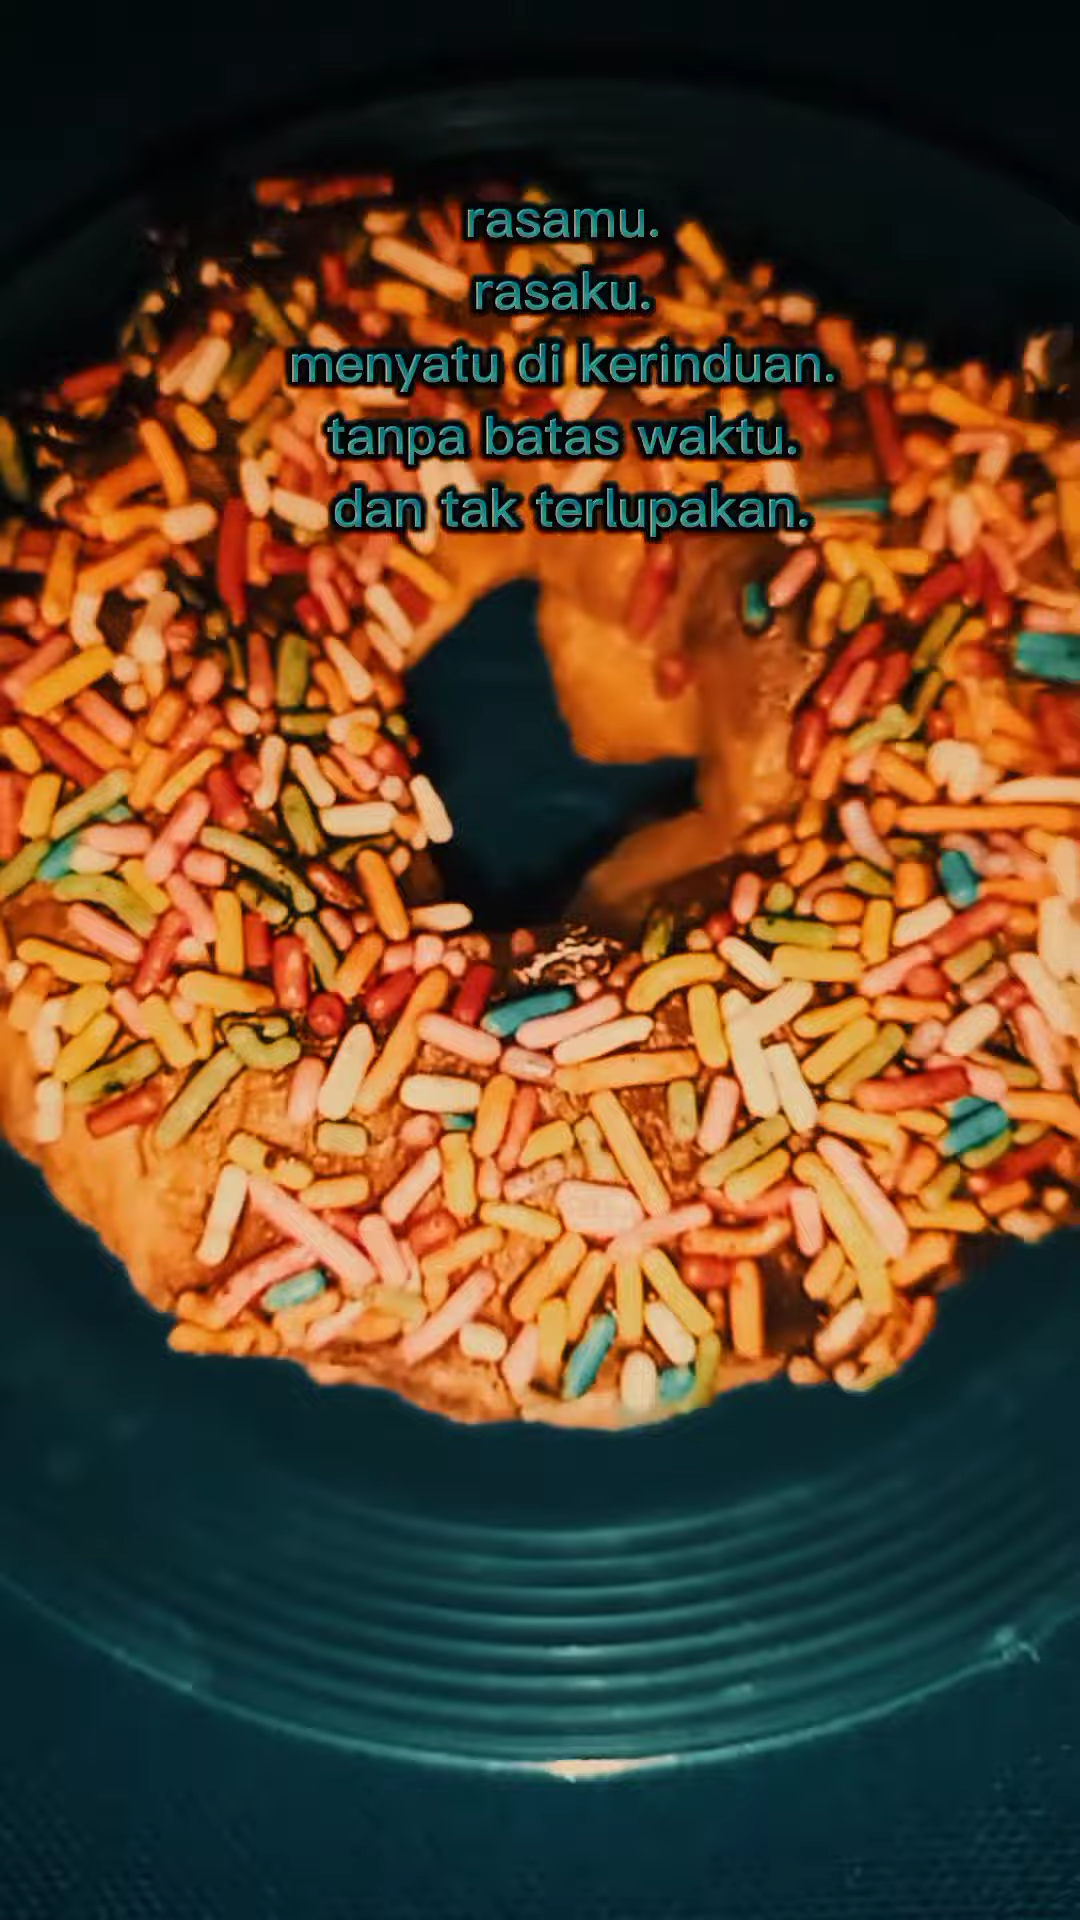 rasamu.
rasaku.
menyatu di kerinduan.
tanpa batas waktu.
dan tak terlupakan.